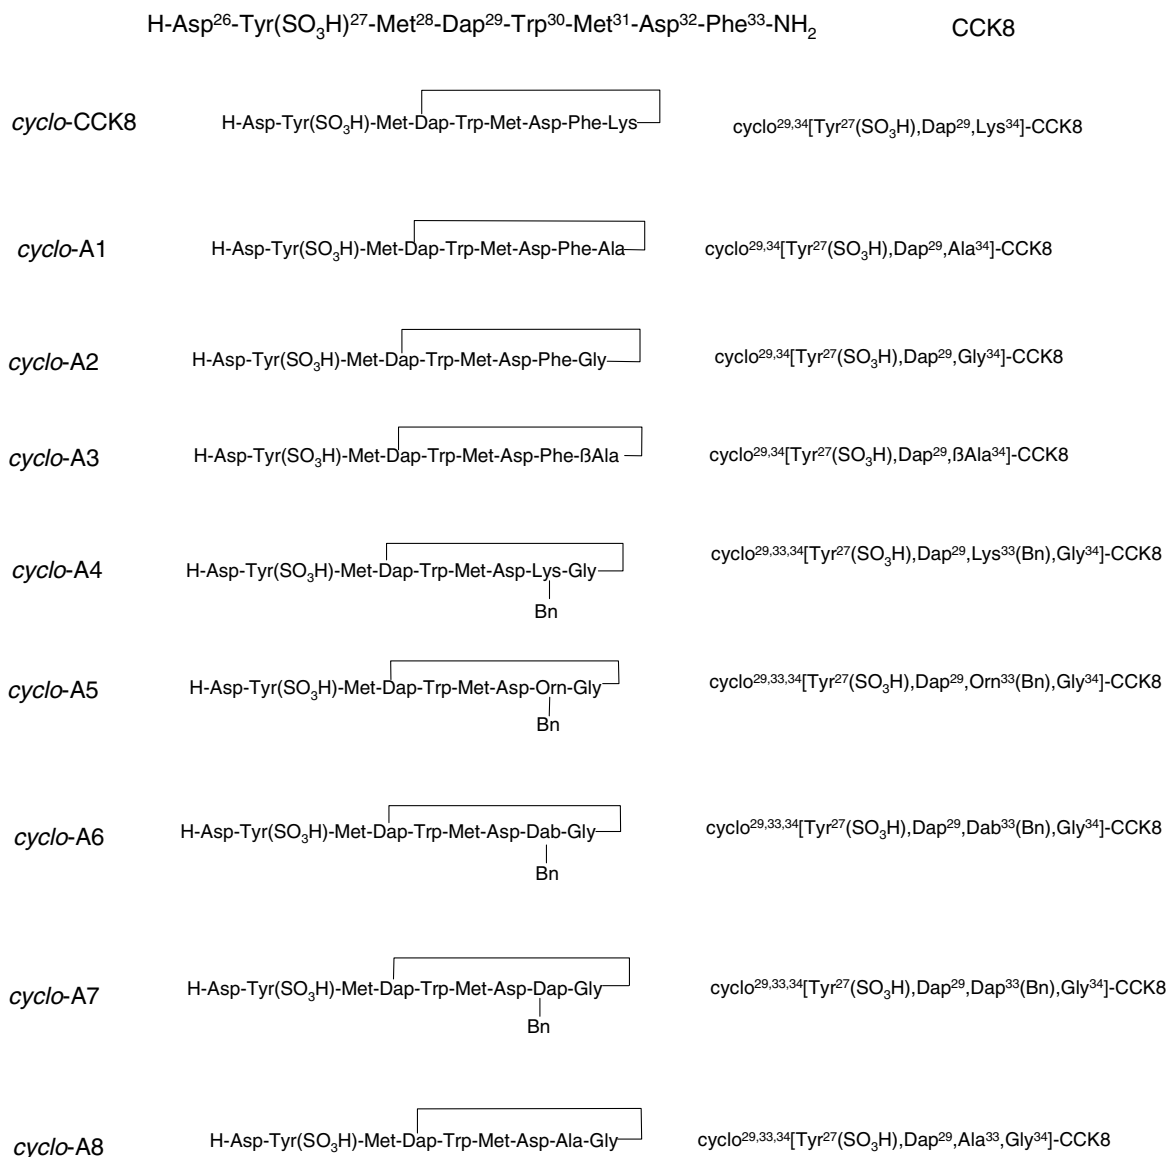 H-Asp²⁶-Tyr(SO₃H)²⁷-Met²⁸-Dap²⁹-Trp³⁰-Met³¹-Asp³²-Phe³³-NH₂ CCK8
cyclo-CCK8 H-Asp-Tyr(SO₃H)-Met-Dap-Trp-Met-Asp-Phe-Lys cyclo²⁹,³⁴[Tyr²⁷(SO₃H),Dap²⁹,Lys³⁴]-CCK8
cyclo-A1 H-Asp-Tyr(SO₃H)-Met-Dap-Trp-Met-Asp-Phe-Ala cyclo²⁹,³⁴[Tyr²⁷(SO₃H),Dap²⁹,Ala³⁴]-CCK8
cyclo-A2 H-Asp-Tyr(SO₃H)-Met-Dap-Trp-Met-Asp-Phe-Gly cyclo²⁹,³⁴[Tyr²⁷(SO₃H),Dap²⁹,Gly³⁴]-CCK8
cyclo-A3 H-Asp-Tyr(SO₃H)-Met-Dap-Trp-Met-Asp-Phe-ßAla cyclo²⁹,³⁴[Tyr²⁷(SO₃H),Dap²⁹,ßAla³⁴]-CCK8
cyclo-A4 H-Asp-Tyr(SO₃H)-Met-Dap-Trp-Met-Asp-Lys-Gly cyclo²⁹,³³,³⁴[Tyr²⁷(SO₃H),Dap²⁹,Lys³³(Bn),Gly³⁴]-CCK8
Bn
cyclo-A5 H-Asp-Tyr(SO₃H)-Met-Dap-Trp-Met-Asp-Orn-Gly cyclo²⁹,³³,³⁴[Tyr²⁷(SO₃H),Dap²⁹,Orn³³(Bn),Gly³⁴]-CCK8
Bn
cyclo-A6 H-Asp-Tyr(SO₃H)-Met-Dap-Trp-Met-Asp-Dab-Gly cyclo²⁹,³³,³⁴[Tyr²⁷(SO₃H),Dap²⁹,Dab³³(Bn),Gly³⁴]-CCK8
Bn
cyclo-A7 H-Asp-Tyr(SO₃H)-Met-Dap-Trp-Met-Asp-Dap-Gly cyclo²⁹,³³,³⁴[Tyr²⁷(SO₃H),Dap²⁹,Dap³³(Bn),Gly³⁴]-CCK8
Bn
cyclo-A8 H-Asp-Tyr(SO₃H)-Met-Dap-Trp-Met-Asp-Ala-Gly cyclo²⁹,³³,³⁴[Tyr²⁷(SO₃H),Dap²⁹,Ala³³,Gly³⁴]-CCK8